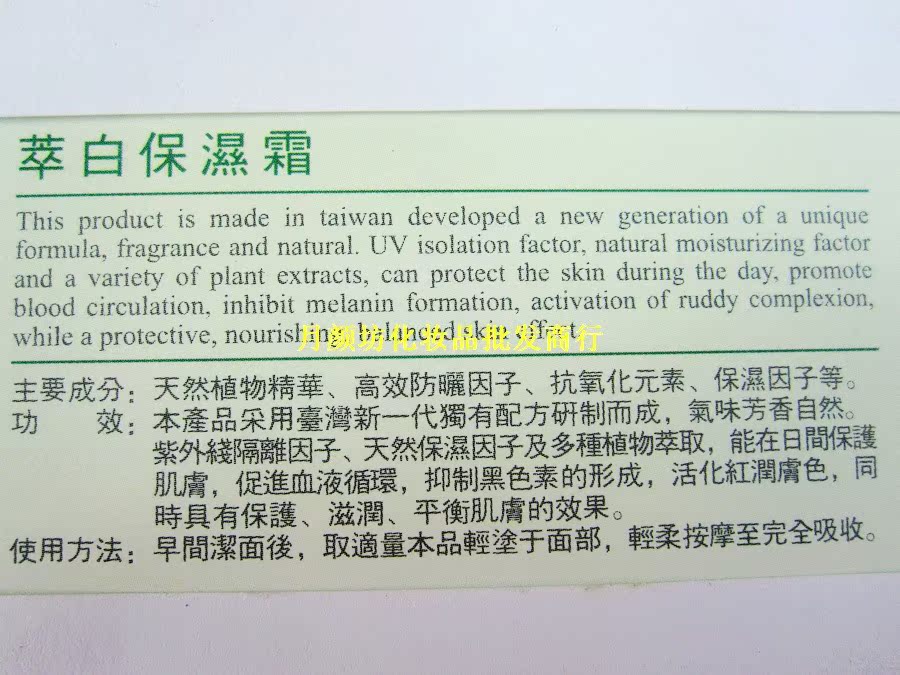 萃白保濕霜
This product is made in taiwan developed a new generation of a unique
formula, fragrance and natural. UV isolation factor, natural moisturizing factor
and a variety of plant extracts, can protect the skin during the day, promote
blood circulation, inhibit melanin formation, activation of ruddy complexion,
while a protective, nourishing, balanced skin effect.
月颜坊化妆品批发商行
主要成分：天然植物精華、高效防曬因子、抗氧化元素、保濕因子等。
功 效：本產品采用臺灣新一代獨有配方研制而成，氣味芳香自然。
紫外綫隔離因子、天然保濕因子及多種植物萃取，能在日間保護
肌膚，促進血液循環，抑制黑色素的形成，活化紅潤膚色，同
時具有保護、滋潤、平衡肌膚的效果。
使用方法：早間潔面後，取適量本品輕塗于面部，輕柔按摩至完全吸收。